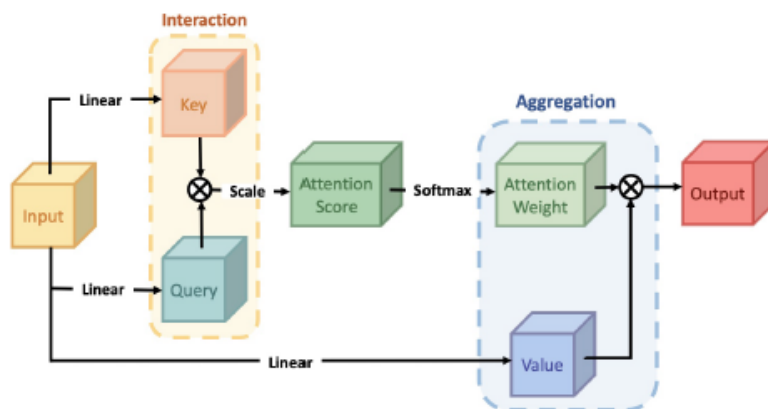 Interaction
Linear
Key
Aggregation
Input
Scale
Attention
Score
Softmax
Attention
Weight
Output
Linear
Query
Linear
Value